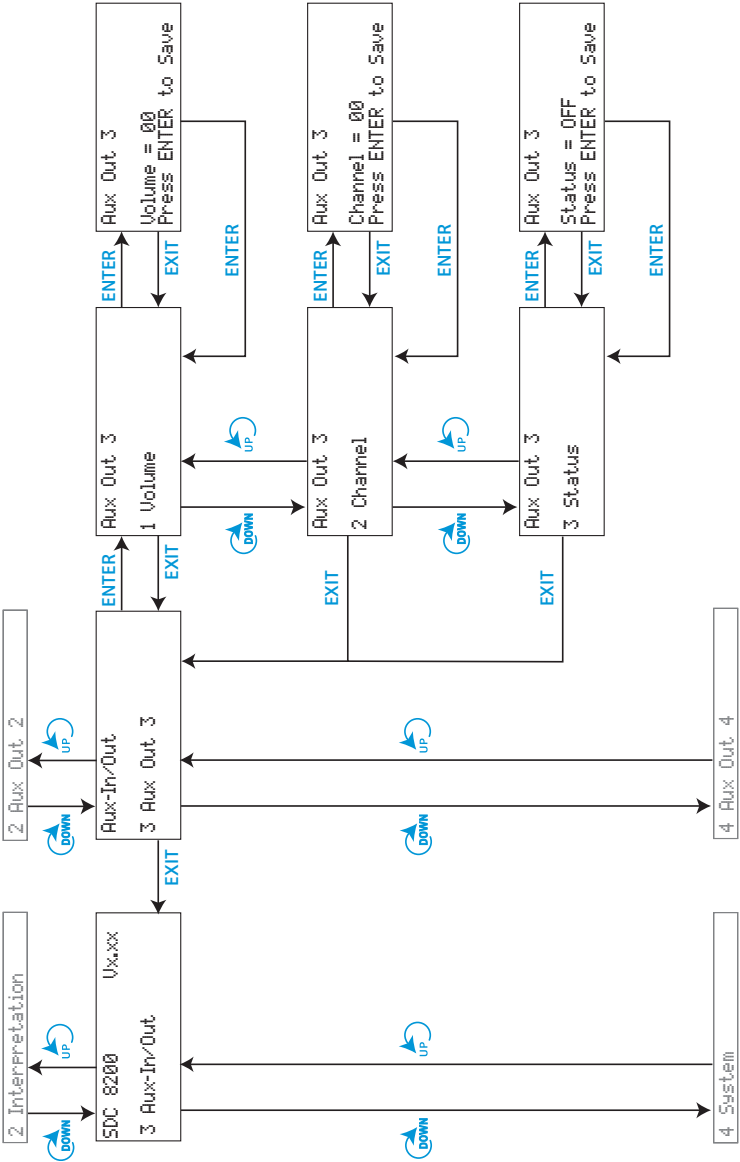 2 Interpretation
DOWN
UP
SDC 8200 Vx.xx
3 Aux-In/Out
DOWN
UP
4 System
EXIT
2 Aux Out 2
DOWN
UP
Aux-In/Out
3 Aux Out 3
DOWN
UP
4 Aux Out 4
ENTER
EXIT
Aux Out 3
1 Volume
DOWN
UP
EXIT
Aux Out 3
2 Channel
DOWN
UP
EXIT
Aux Out 3
3 Status
ENTER
EXIT
ENTER
Aux Out 3
Volume = 00
Press ENTER to Save
ENTER
EXIT
ENTER
Aux Out 3
Channel = 00
Press ENTER to Save
ENTER
EXIT
ENTER
Aux Out 3
Status = OFF
Press ENTER to Save